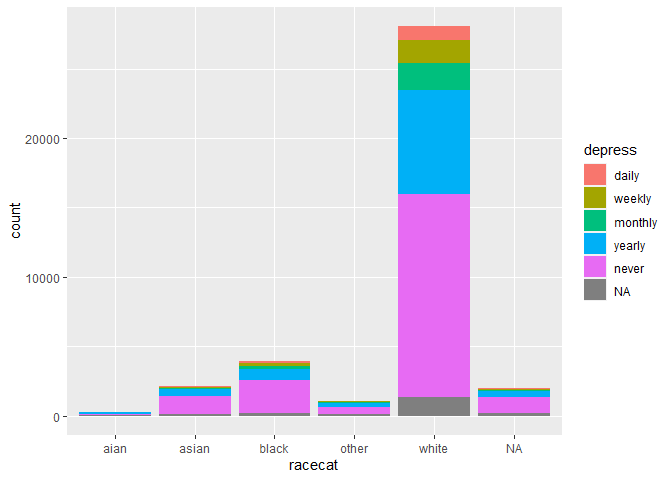 count
20000
10000
0
aian asian black other white NA
racecat
depress
daily
weekly
monthly
yearly
never
NA